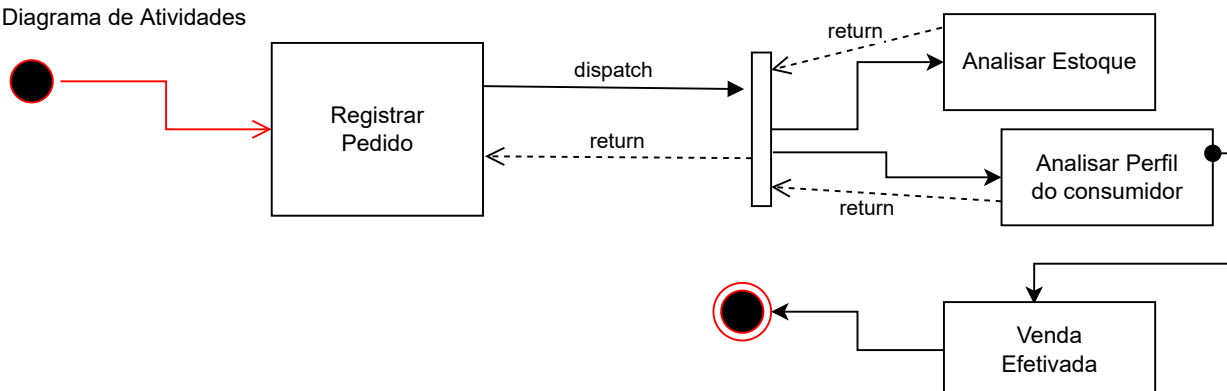 Diagrama de Atividades
Registrar
Pedido
dispatch
return
return
Analisar Estoque
Analisar Perfil
do consumidor
return
Venda
Efetivada